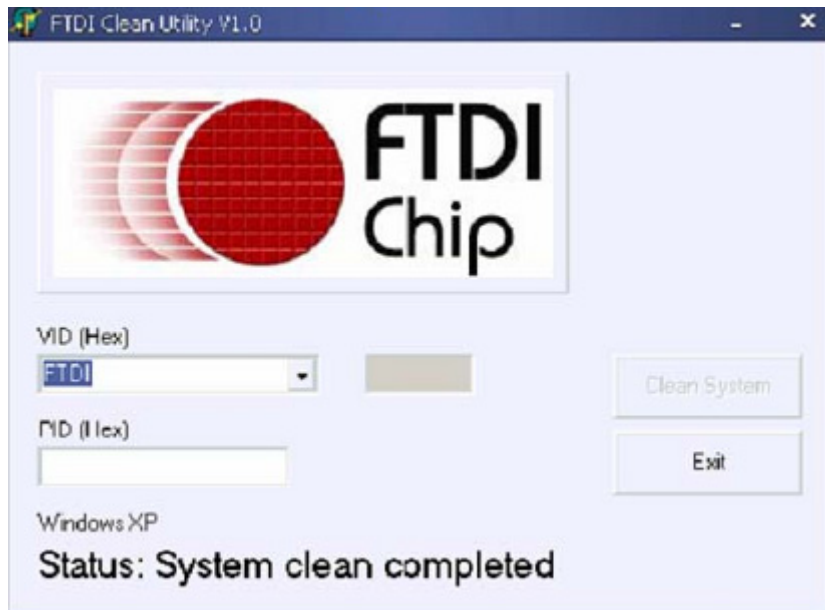 FTDI Clean Utility V1.0
FTDI
Chip
VID (Hex)
FTDI
Clean System
PID (Hex)
Exit
Windows XP
Status: System clean completed